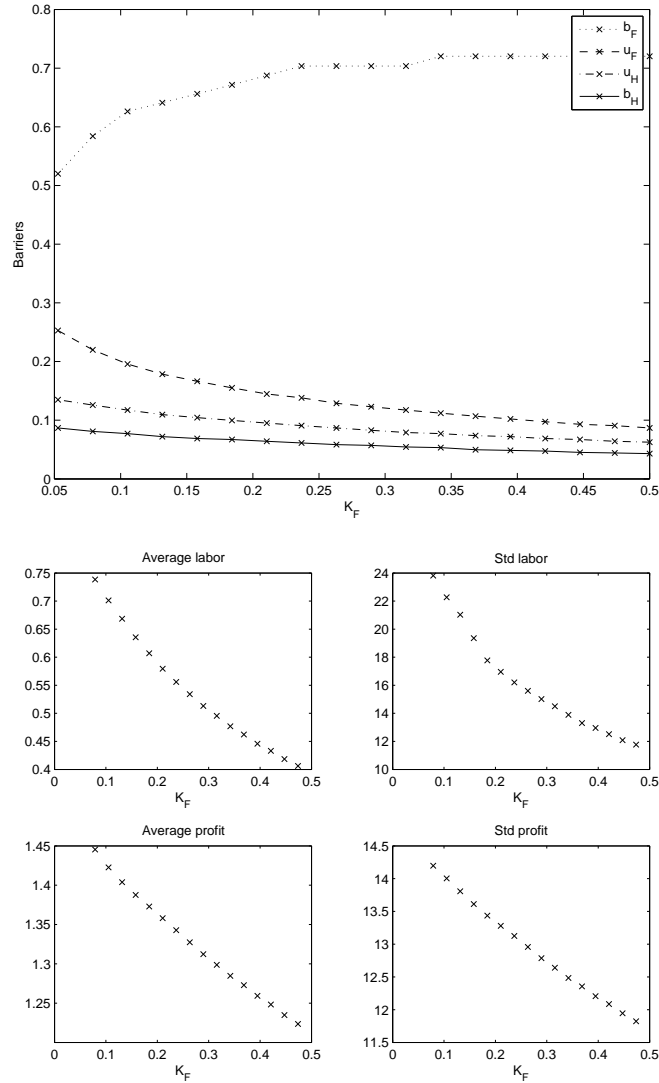 0.8
0.7
0.6
0.5
0.4
0.3
0.2
0.1
0
Barriers
b_F
u_F
u_H
b_H
0.05 0.1 0.15 0.2 0.25 0.3 0.35 0.4 0.45 0.5
K_F
Average labor
0.75
0.7
0.65
0.6
0.55
0.5
0.45
0.4
0 0.1 0.2 0.3 0.4 0.5
K_F
Std labor
24
22
20
18
16
14
12
10
0 0.1 0.2 0.3 0.4 0.5
K_F
Average profit
1.45
1.4
1.35
1.3
1.25
0 0.1 0.2 0.3 0.4 0.5
K_F
Std profit
14.5
14
13.5
13
12.5
12
11.5
0 0.1 0.2 0.3 0.4 0.5
K_F